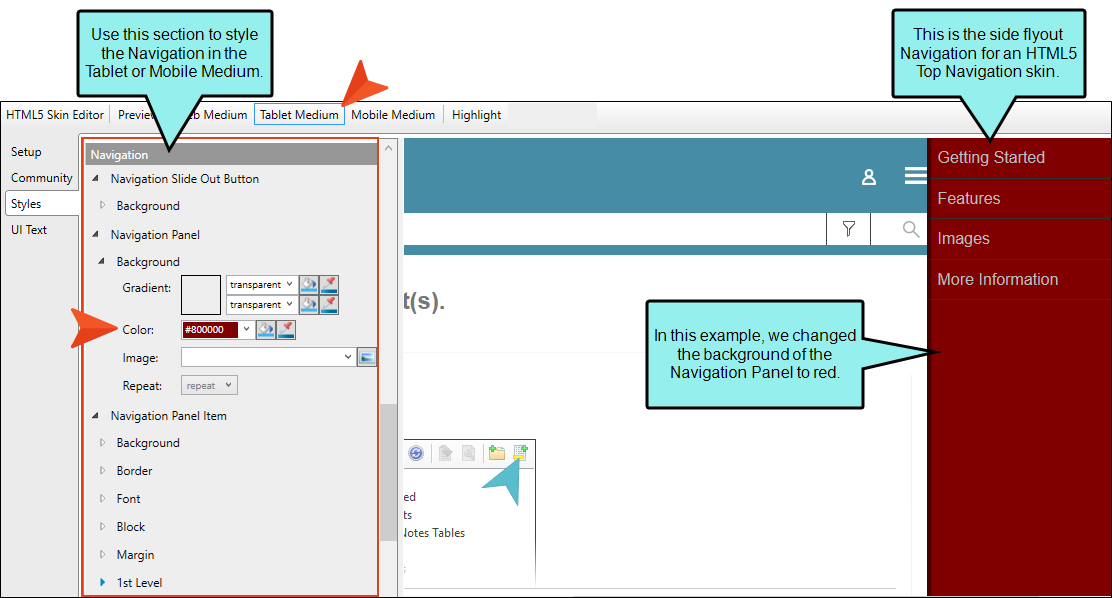 Use this section to style
the Navigation in the
Tablet or Mobile Medium.
This is the side flyout
Navigation for an HTML5
Top Navigation skin.
HTML5 Skin Editor
Preview
Medium
Tablet Medium
Mobile Medium
Highlight
Setup
Community
Styles
UI Text
Navigation
Navigation Slide Out Button
Background
Navigation Panel
Background
Gradient:
transparent
transparent
Color:
#800000
Image:
Repeat:
repeat
Navigation Panel Item
Background
Border
Font
Block
Margin
1st Level
t(s).
ed
ts
Notes Tables
Getting Started
Features
Images
More Information
In this example, we changed
the background of the
Navigation Panel to red.